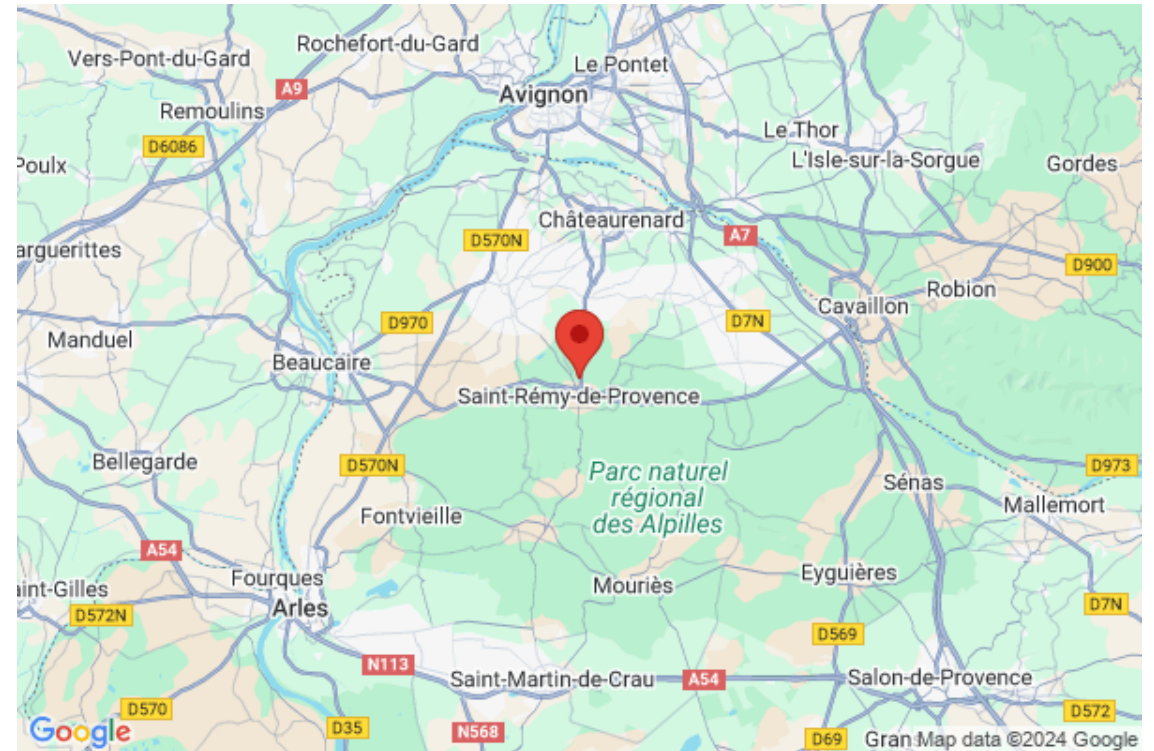 Rochefort-du-Gard
Vers-Pont-du-Gard
Le Pontet
A9
Avignon
Remoulins
Le Thor
D6086
L'Isle-sur-la-Sorgue
Gordes
Poulx
Châteaurenard
A7
D570N
arguerittes
D900
Robion
Cavaillon
D970
D7N
Manduel
Beaucaire
Saint-Rémy-de-Provence
Bellegarde
D570N
Parc naturel
régional
des Alpilles
D973
Sénas
Mallemort
Fontvieille
A54
Fourques
Eyguières
aint-Gilles
Mouriès
Arles
D7N
D572N
D569
N113
Saint-Martin-de-Crau
A54
Salon-de-Provence
D570
D572
Google
D35
N568
D69
Gran
Map data ©2024 Google